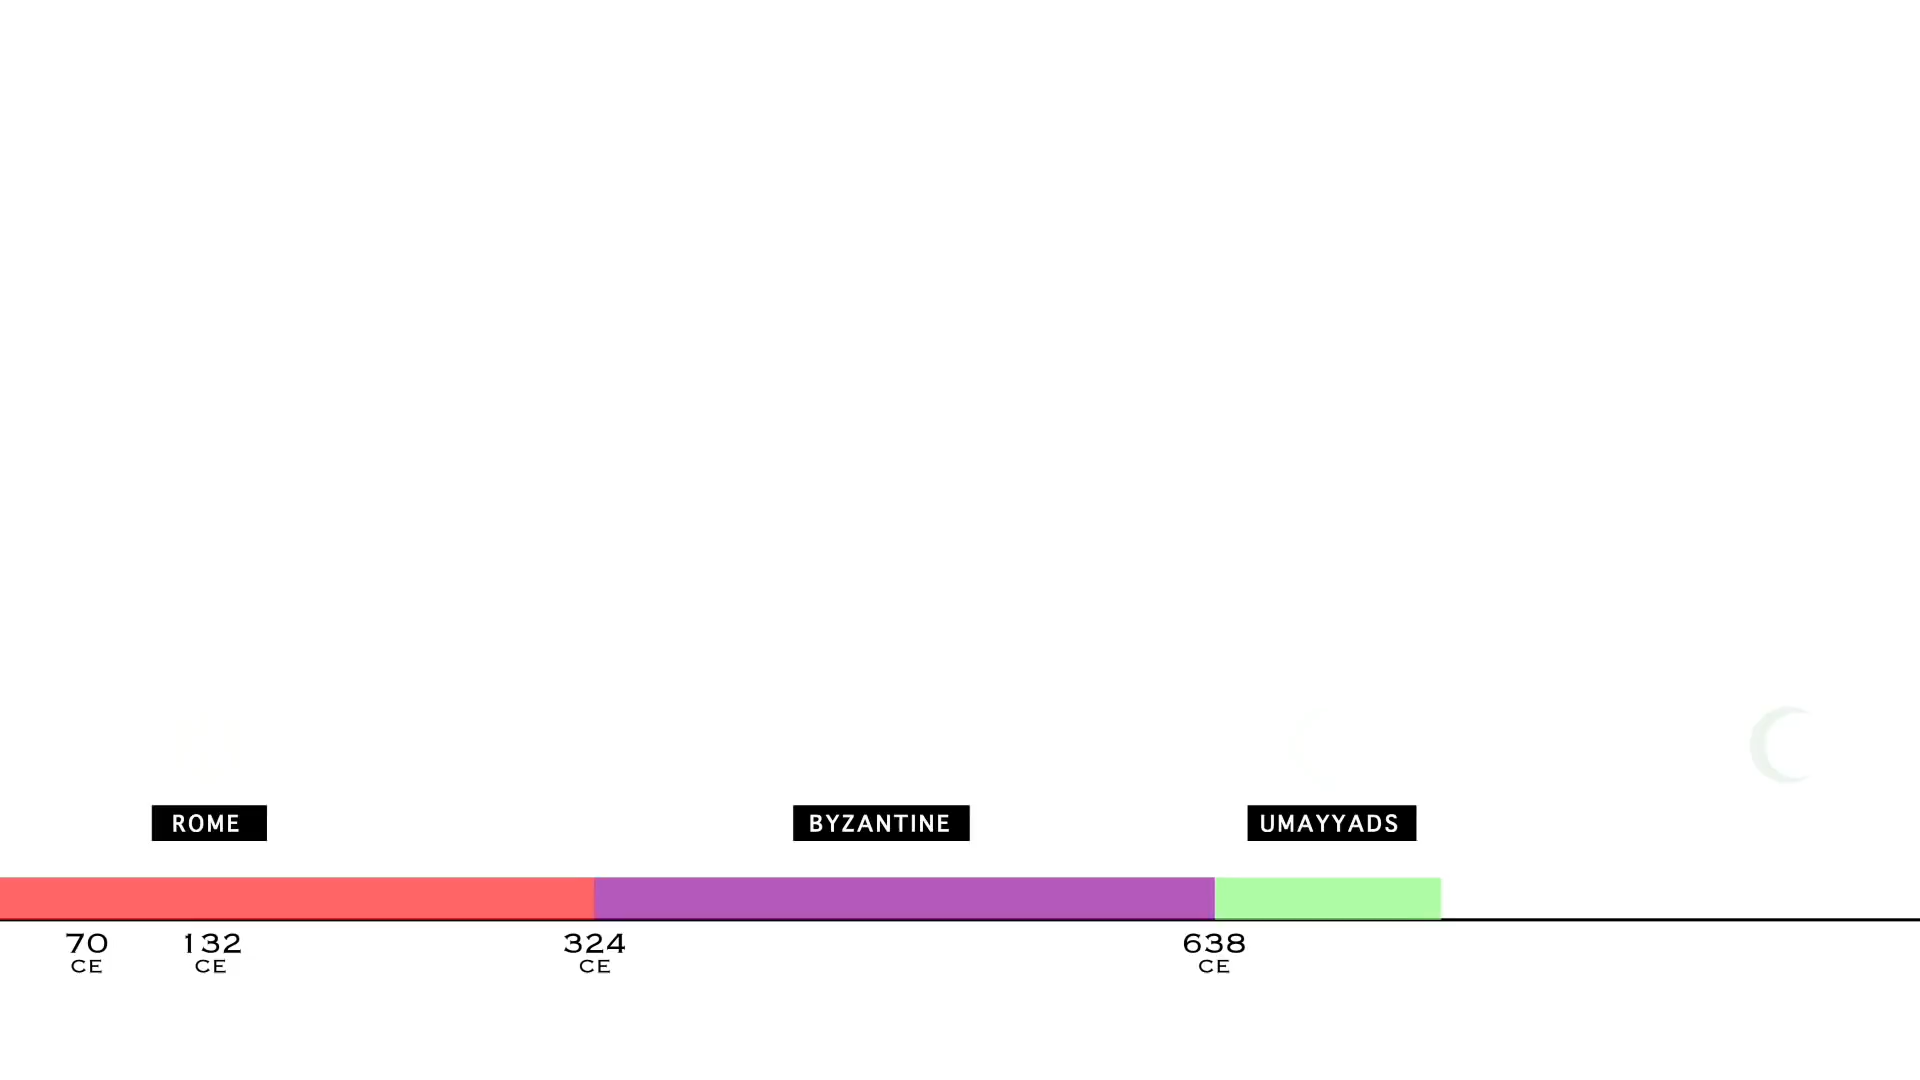 ROME
BYZANTINE
UMAYYADS
70
CE
132
CE
324
CE
638
CE